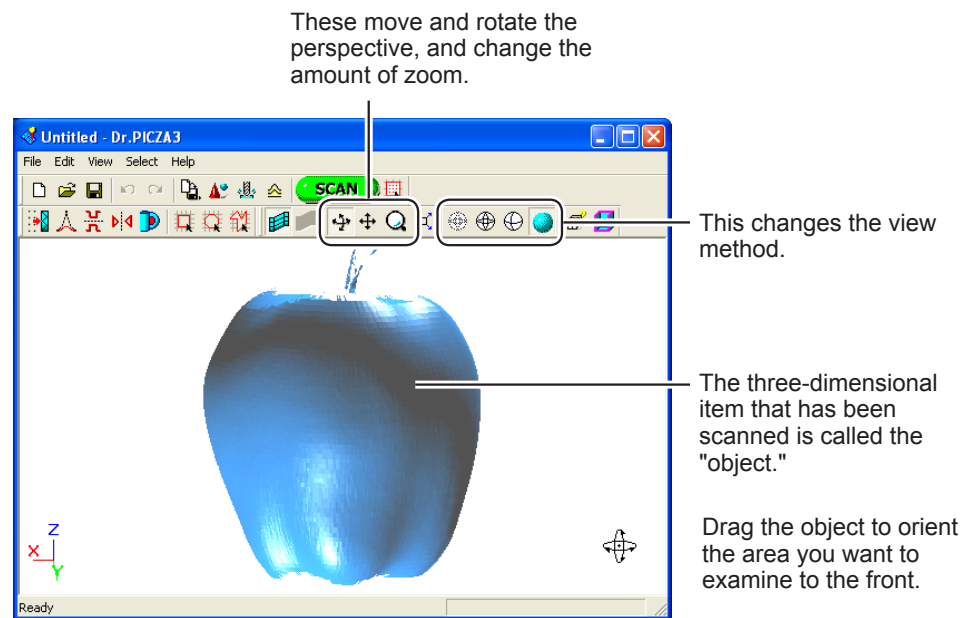 These move and rotate the
perspective, and change the
amount of zoom.
Untitled - Dr.PICZA3
File Edit View Select Help
SCAN
This changes the view
method.
The three-dimensional
item that has been
scanned is called the
"object."
Z
X
Y
Drag the object to orient
the area you want to
examine to the front.
Ready